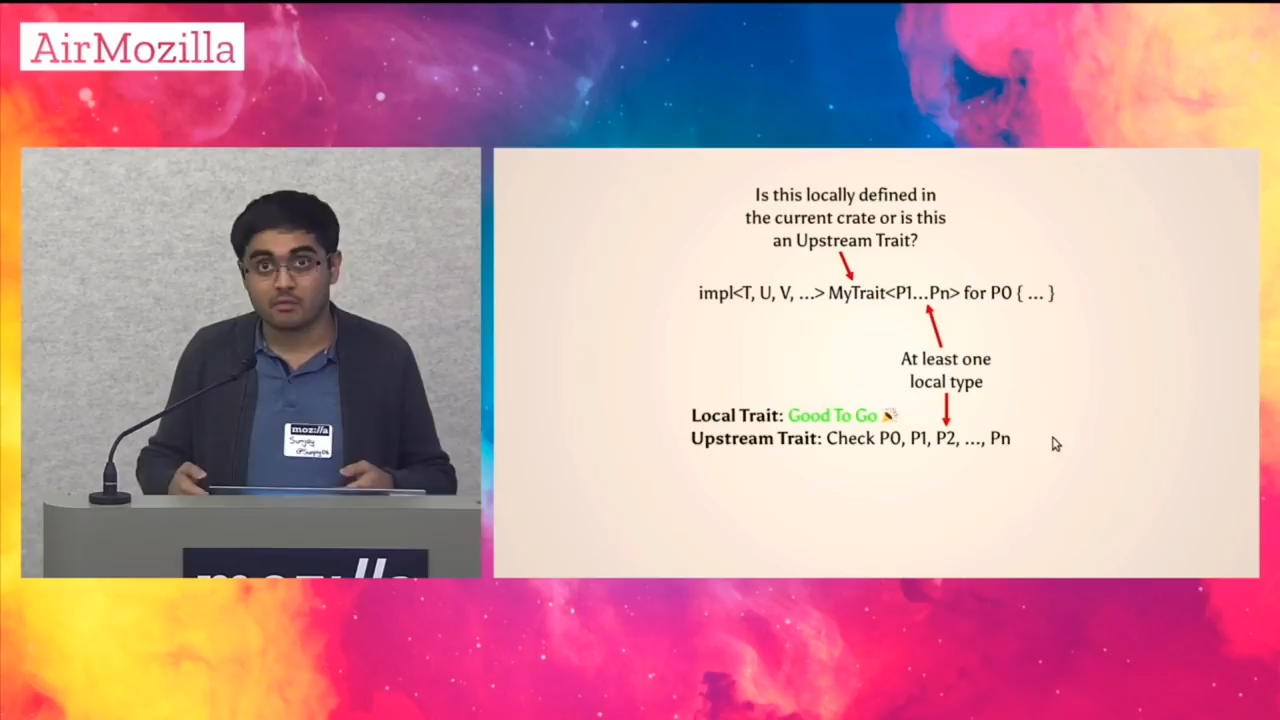 AirMozilla
Is this locally defined in
the current crate or is this
an Upstream Trait?
impl<T, U, V, ...> MyTrait<P1...Pn> for P0 { ... }
At least one
local type
Local Trait: Good To Go 🎉
Upstream Trait: Check P0, P1, P2, ..., Pn
moz://a
Sunjay
moz://a